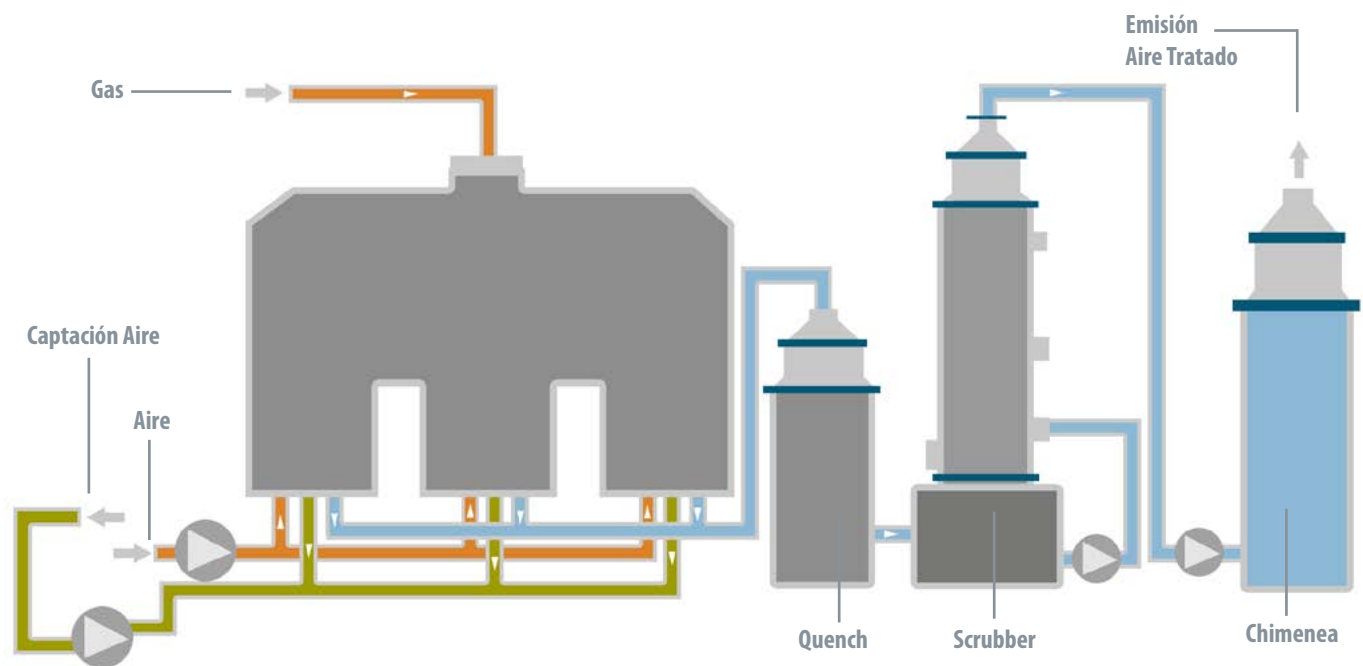 Emisión
Aire Tratado
Gas
Captación Aire
Aire
Quench
Scrubber
Chimenea